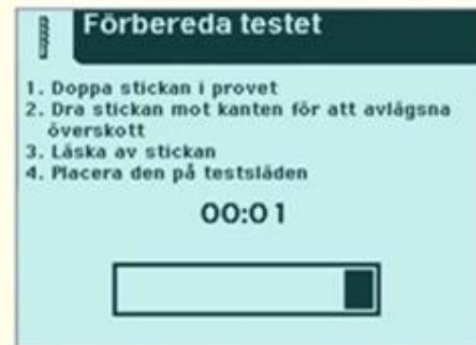 Förbereda testet
1. Doppa stickan i provet
2. Dra stickan mot kanten för att avlägsna
överskott
3. Läska av stickan
4. Placera den på testsläden
00:01